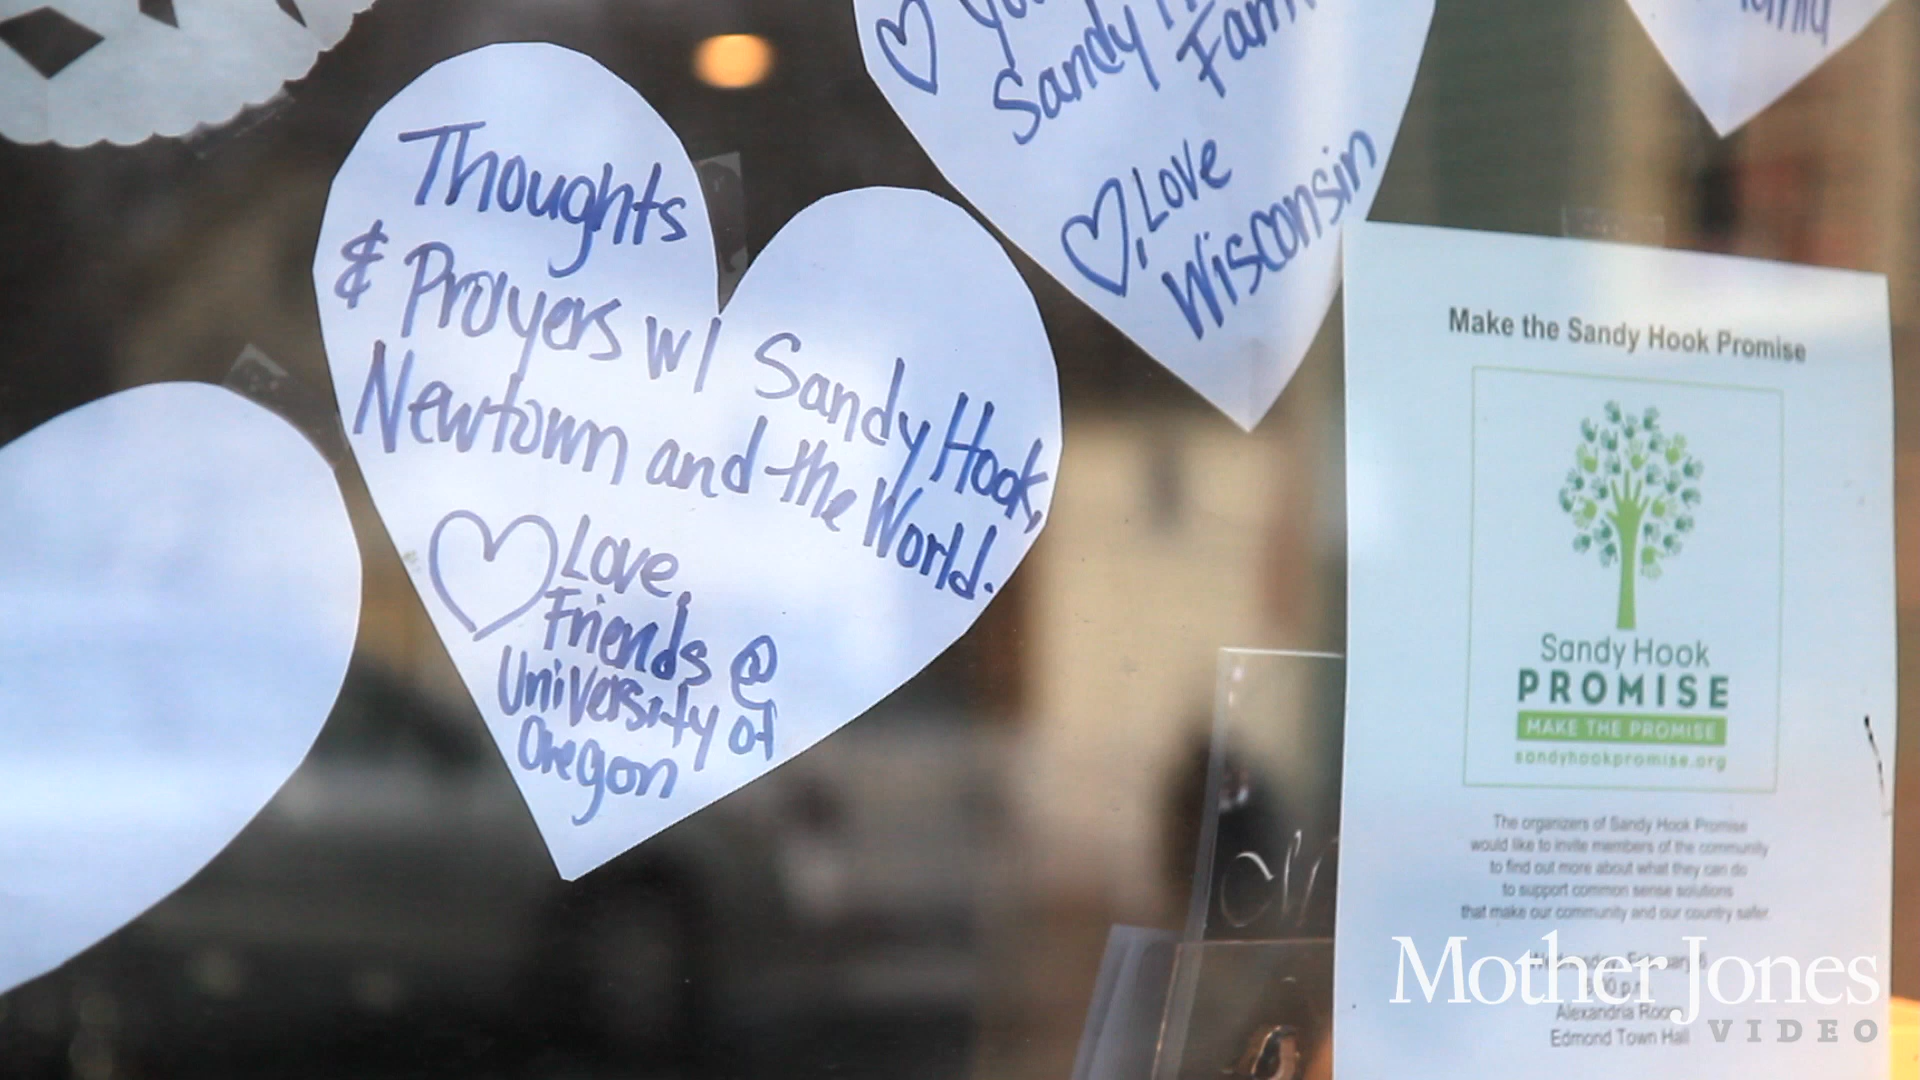 Thoughts
& Prayers w/ Sandy Hook,
Newtown and the World.
Love,
Friends @
University of
Oregon
Sandy
Fam
Love
Wisconsin
Make the Sandy Hook Promise
Sandy Hook
PROMISE
MAKE THE PROMISE
sandyhookpromise.org
The organizers of Sandy Hook Promise
would like to invite members of the community
to find out more about what they can do
to support common sense solutions
that make our community and our country safer.
p.m.
Alexandria Room
Edmond Town Hall
Mother Jones
VIDEO